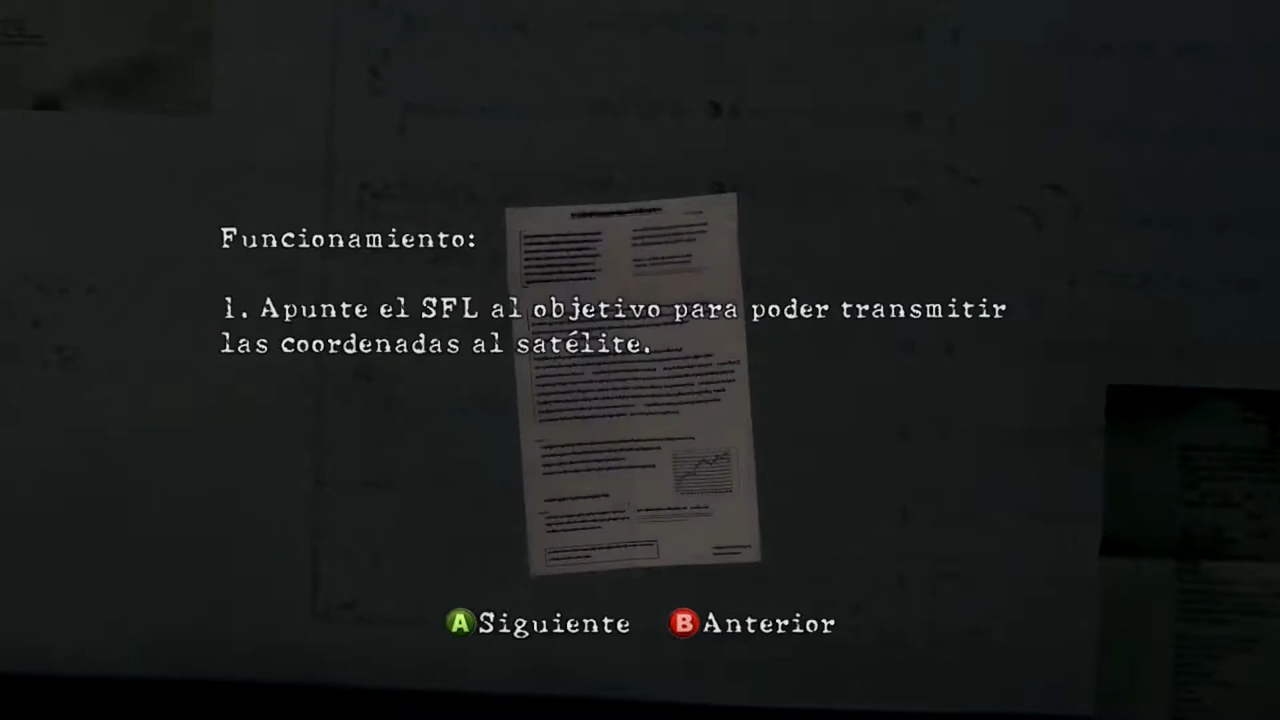 Funcionamiento:
1. Apunte el SFL al objetivo para poder transmitir
las coordenadas al satélite.
A Siguiente B Anterior